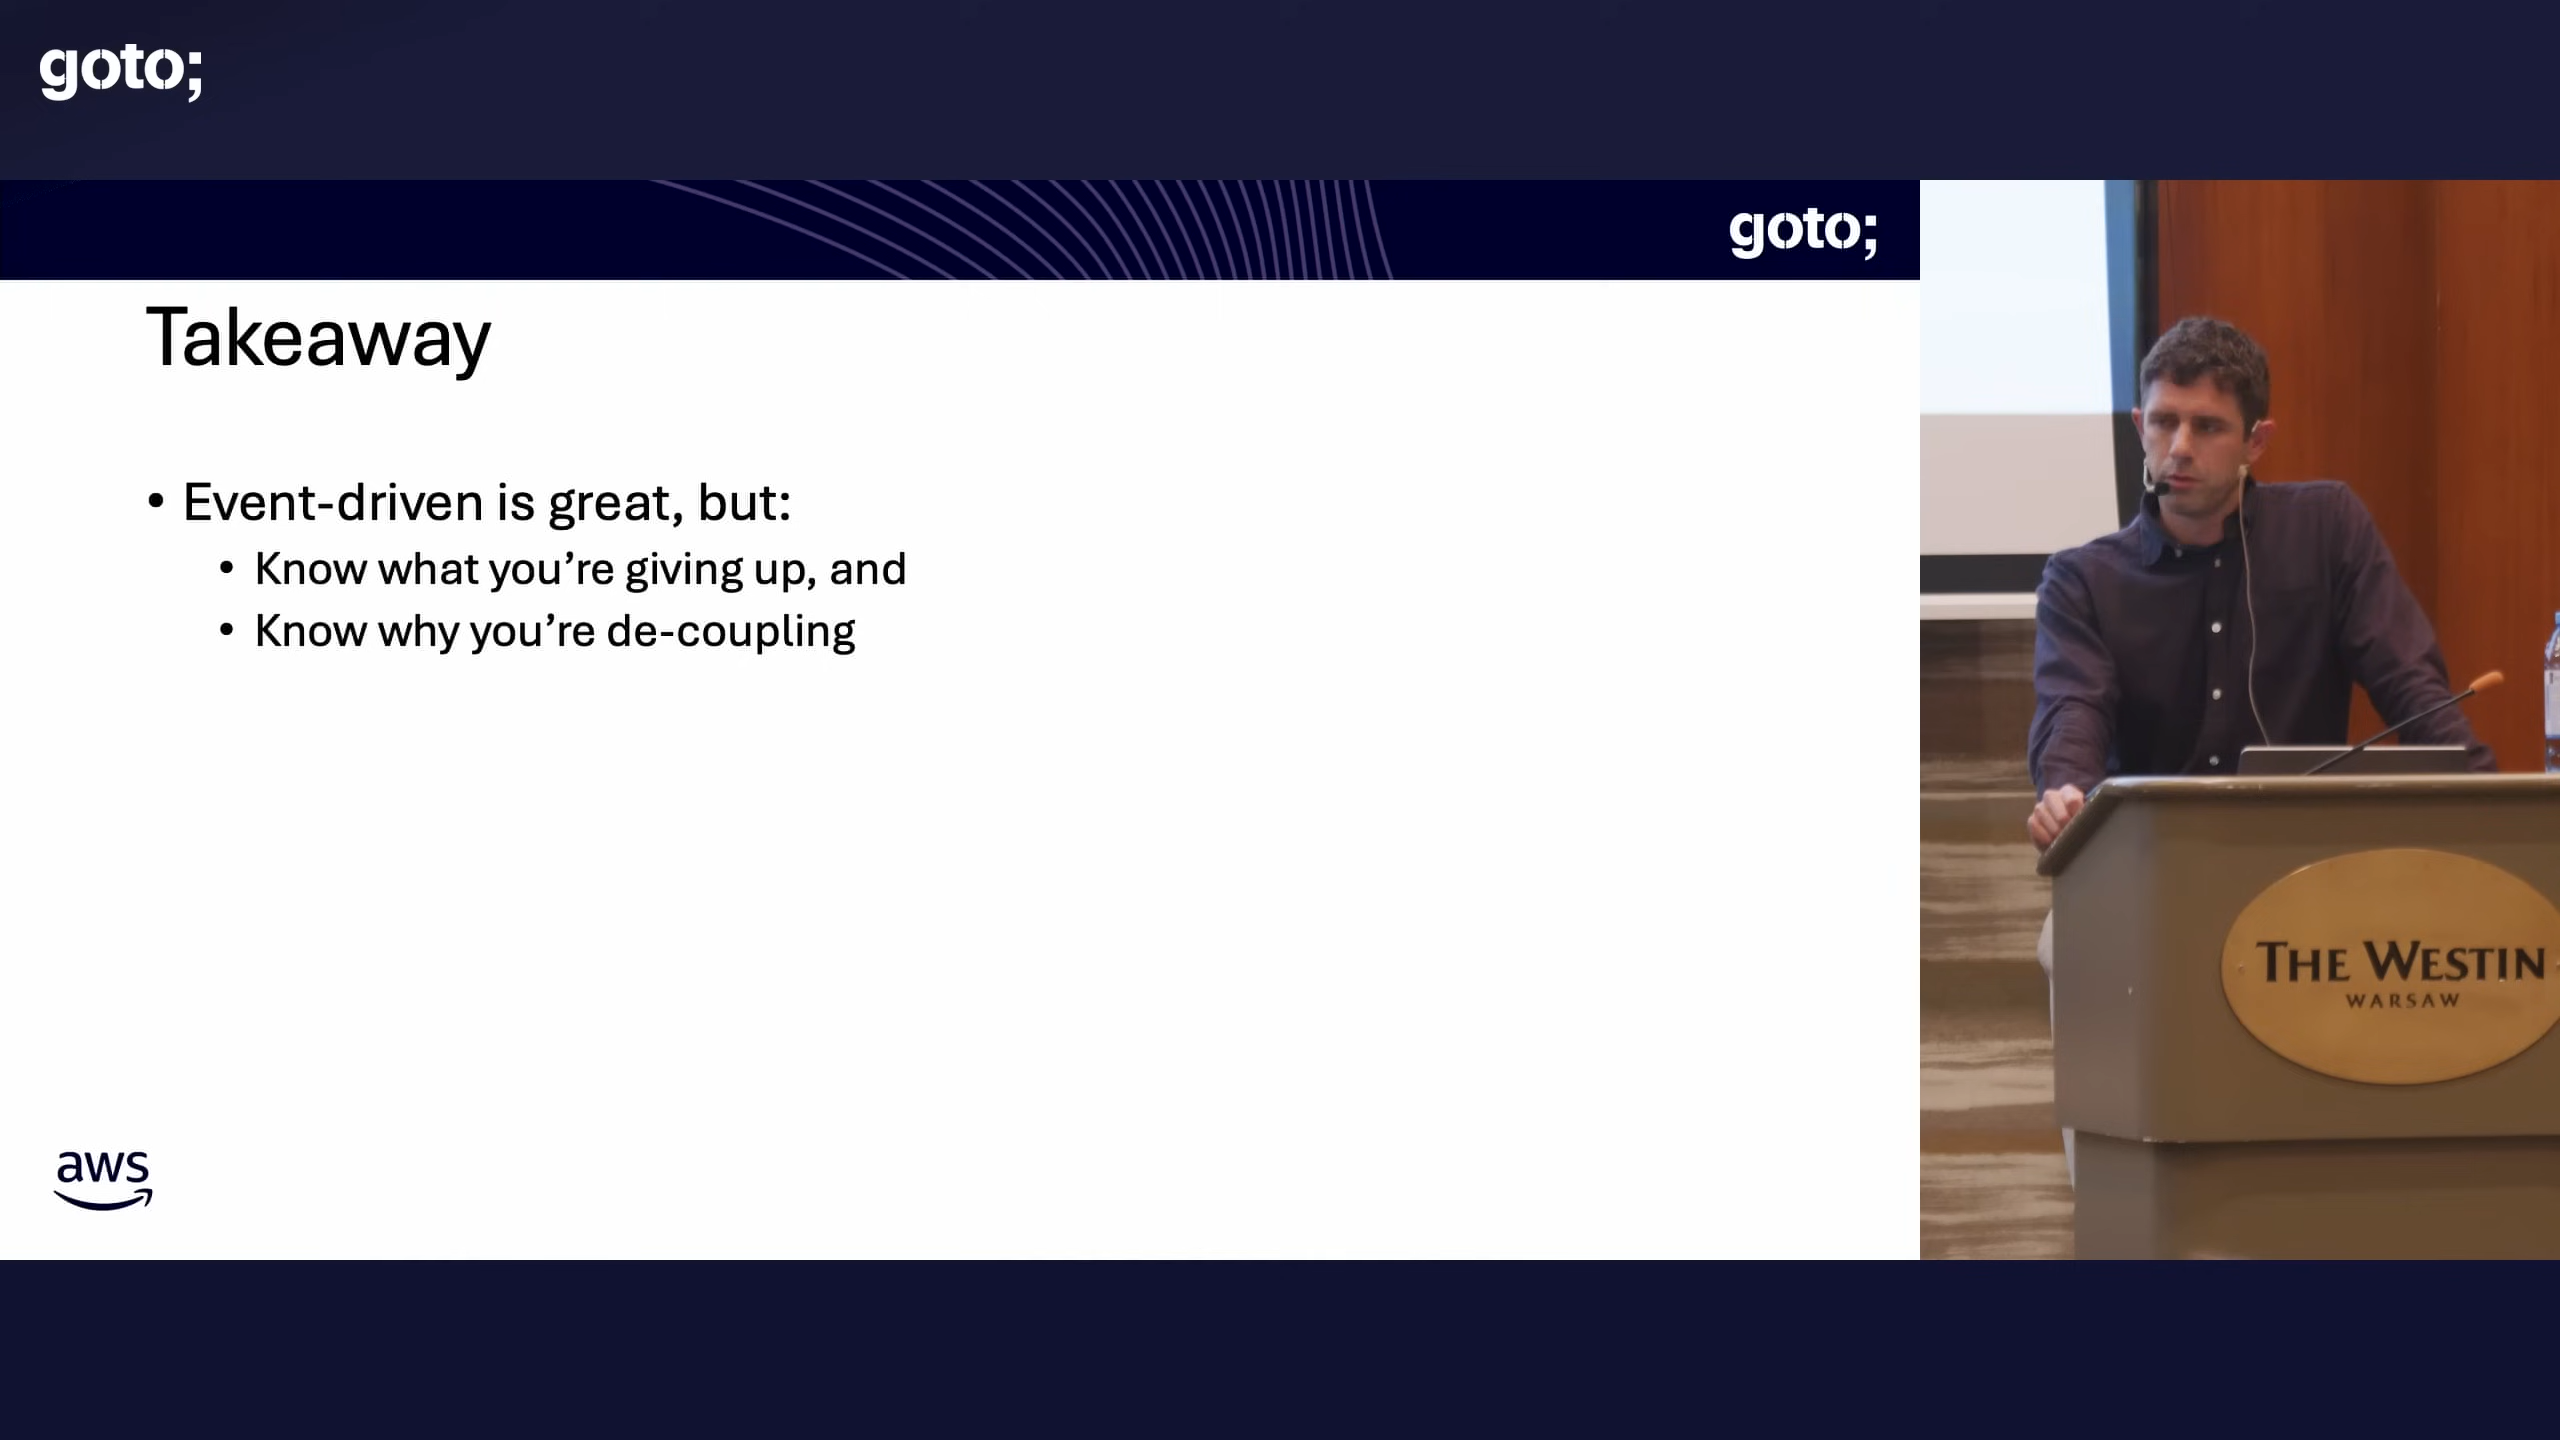 goto;
goto;
Takeaway
• Event-driven is great, but:
• Know what you’re giving up, and
• Know why you’re de-coupling
aws
THE WESTIN
WARSAW